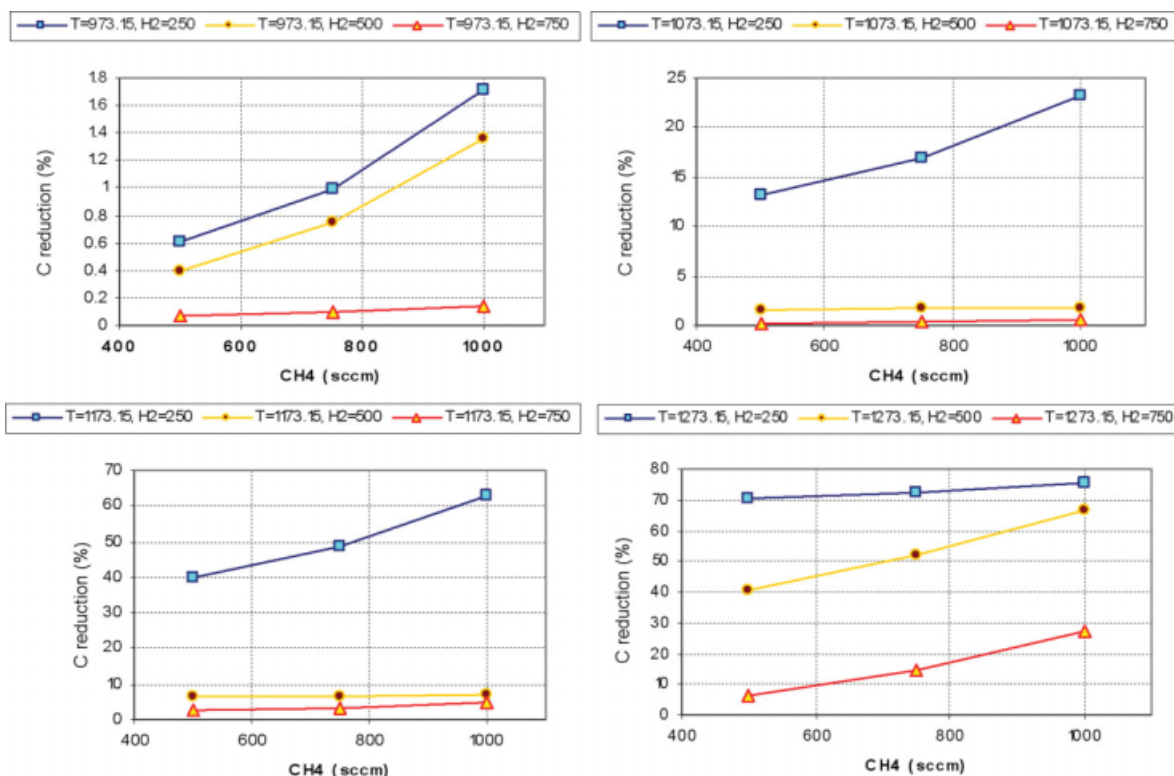 T=973.15, H2=250 T=973.15, H2=500 T=973.15, H2=750
C reduction (%)
1.8
1.6
1.4
1.2
1
0.8
0.6
0.4
0.2
0
400 600 800 1000
CH4 (sccm)
T=1073.15, H2=250 T=1073.15, H2=500 T=1073.15, H2=750
C reduction (%)
25
20
15
10
5
0
400 600 800 1000
CH4 (sccm)
T=1173.15, H2=250 T=1173.15, H2=500 T=1173.15, H2=750
C reduction (%)
70
60
50
40
30
20
10
0
400 600 800 1000
CH4 (sccm)
T=1273.15, H2=250 T=1273.15, H2=500 T=1273.15, H2=750
C reduction (%)
80
70
60
50
40
30
20
10
0
400 600 800 1000
CH4 (sccm)